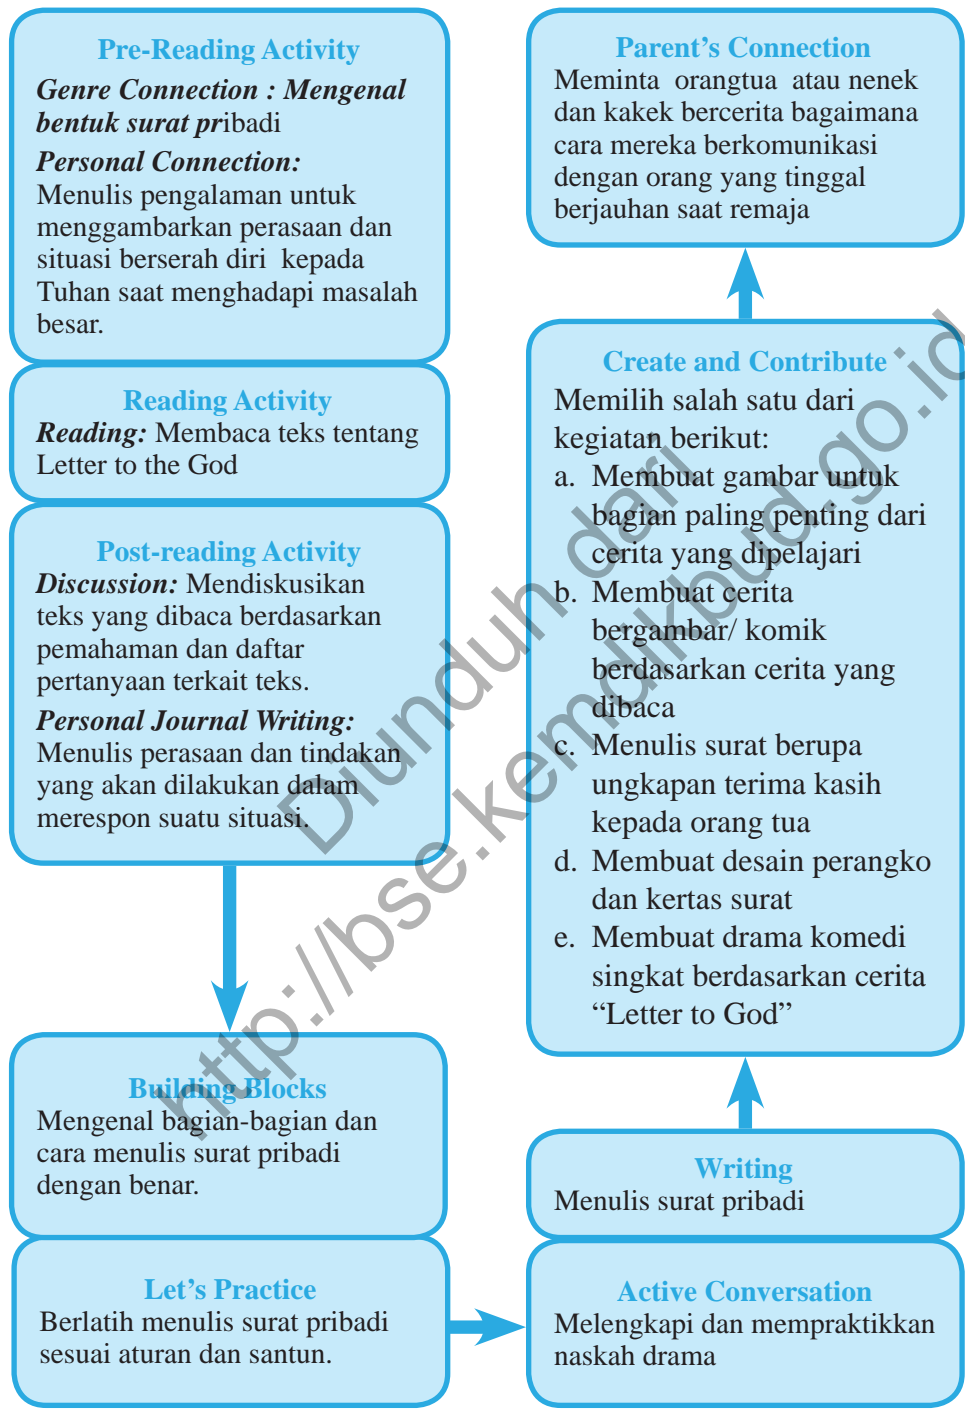 Pre-Reading Activity
Genre Connection : Mengenal
bentuk surat pribadi
Personal Connection:
Menulis pengalaman untuk
menggambarkan perasaan dan
situasi berserah diri kepada
Tuhan saat menghadapi masalah
besar.
Reading Activity
Reading: Membaca teks tentang
Letter to the God
Post-reading Activity
Discussion: Mendiskusikan
teks yang dibaca berdasarkan
pemahaman dan daftar
pertanyaan terkait teks.
Personal Journal Writing:
Menulis perasaan dan tindakan
yang akan dilakukan dalam
merespon suatu situasi.
Building Blocks
Mengenal bagian-bagian dan
cara menulis surat pribadi
dengan benar.
Let's Practice
Berlatih menulis surat pribadi
sesuai aturan dan santun.
Active Conversation
Melengkapi dan mempraktikkan
naskah drama
Writing
Menulis surat pribadi
Create and Contribute
Memilih salah satu dari
kegiatan berikut:
a. Membuat gambar untuk
bagian paling penting dari
cerita yang dipelajari
b. Membuat cerita
bergambar/ komik
berdasarkan cerita yang
dibaca
c. Menulis surat berupa
ungkapan terima kasih
kepada orang tua
d. Membuat desain perangko
dan kertas surat
e. Membuat drama komedi
singkat berdasarkan cerita
“Letter to God”
Parent's Connection
Meminta orangtua atau nenek
dan kakek bercerita bagaimana
cara mereka berkomunikasi
dengan orang yang tinggal
berjauhan saat remaja
Diunduh dari
http://bse.kemdikbud.go.id